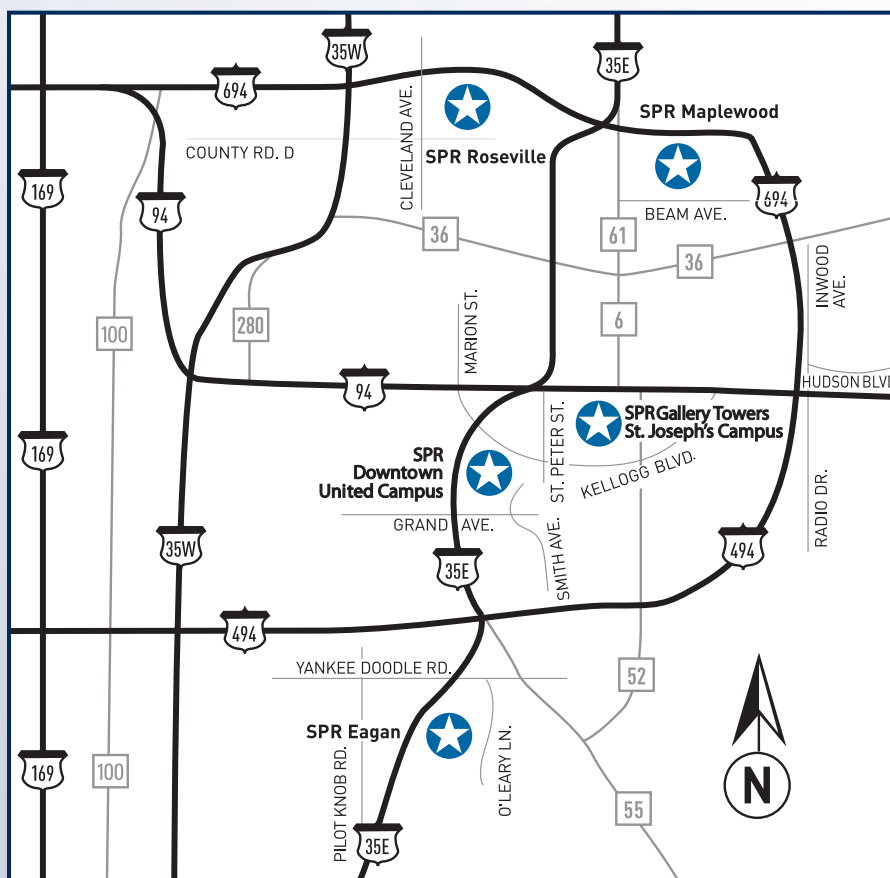 35W
35E
694
CLEVELAND AVE.
SPR Maplewood
COUNTY RD. D
SPR Roseville
169
94
694
BEAM AVE.
36
61
36
INWOOD
AVE.
100
280
MARION ST.
6
94
HUDSON BLVD
SPR Gallery Towers
St. Joseph's Campus
ST. PETER ST.
169
SPR
Downtown
United Campus
KELLOGG BLVD.
GRAND AVE.
RADIO DR.
35W
494
35E
SMITH AVE.
494
YANKEE DOODLE RD.
52
SPR Eagan
169
100
PILOT KNOB RD.
O'LEARY LN.
N
55
35E